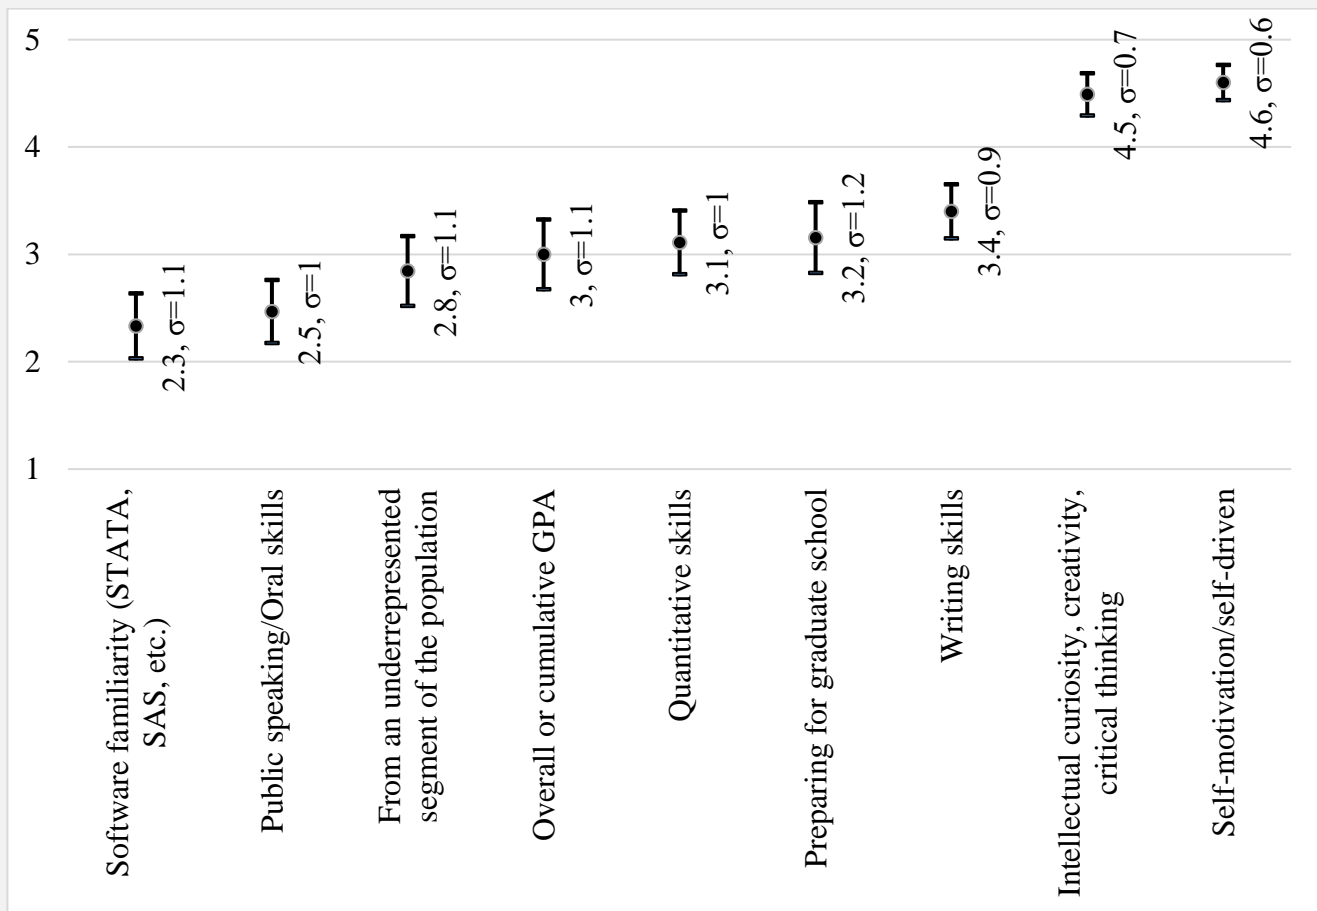 5
4
3
2
1
2.3, σ=1.1
2.5, σ=1
2.8, σ=1.1
3, σ=1.1
3.1, σ=1
3.2, σ=1.2
3.4, σ=0.9
4.5, σ=0.7
4.6, σ=0.6
Software familiarity (STATA,
SAS, etc.)
Public speaking/Oral skills
From an underrepresented
segment of the population
Overall or cumulative GPA
Quantitative skills
Preparing for graduate school
Writing skills
Intellectual curiosity, creativity,
critical thinking
Self-motivation/self-driven